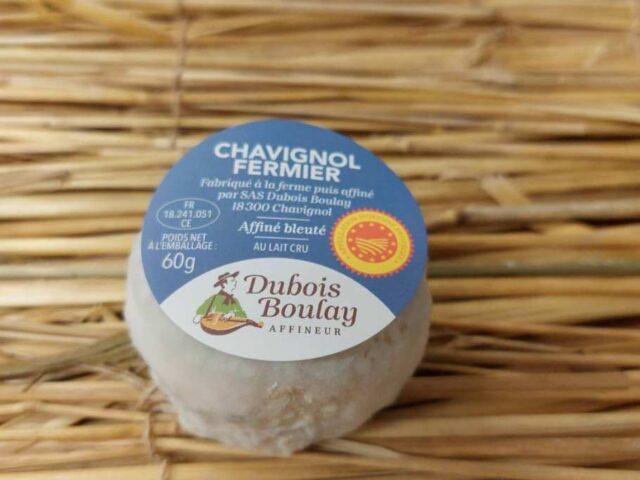 CHAVIGNOL
FERMIER
Fabriqué à la ferme puis affiné
par SAS Dubois Boulay
18300 Chavignol
FR
18.241.051
CE
Affiné bleuté
AU LAIT CRU
POIDS NET
À L'EMBALLAGE :
60g
Dubois
Boulay
AFFINEUR